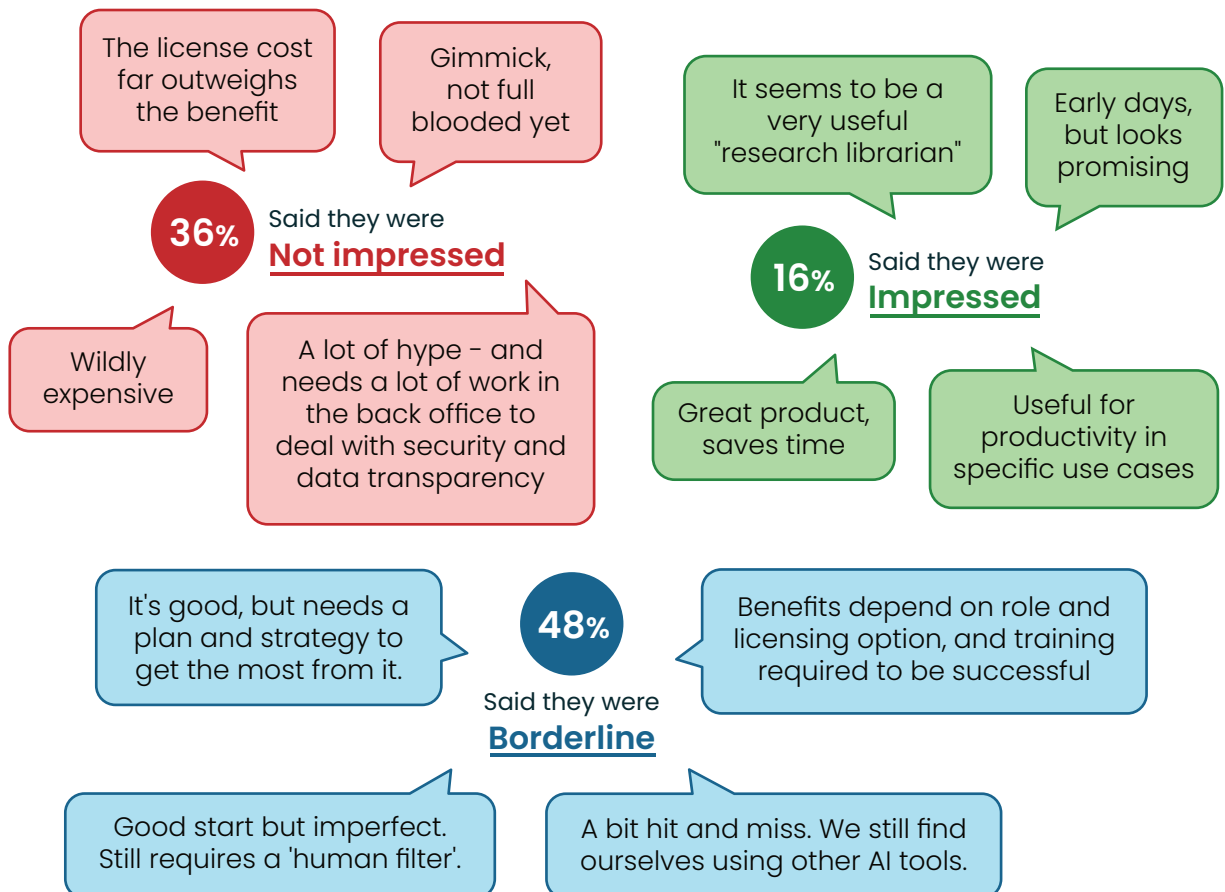 The license cost
far outweighs
the benefit
Gimmick,
not full
blooded yet
36%
Said they were
Not impressed
Wildly
expensive
A lot of hype - and
needs a lot of work in
the back office to
deal with security and
data transparency
It seems to be a
very useful
"research librarian"
Early days,
but looks
promising
16%
Said they were
Impressed
Great product,
saves time
Useful for
productivity in
specific use cases
It's good, but needs a
plan and strategy to
get the most from it.
48%
Said they were
Borderline
Benefits depend on role and
licensing option, and training
required to be successful
Good start but imperfect.
Still requires a 'human filter'.
A bit hit and miss. We still find
ourselves using other AI tools.